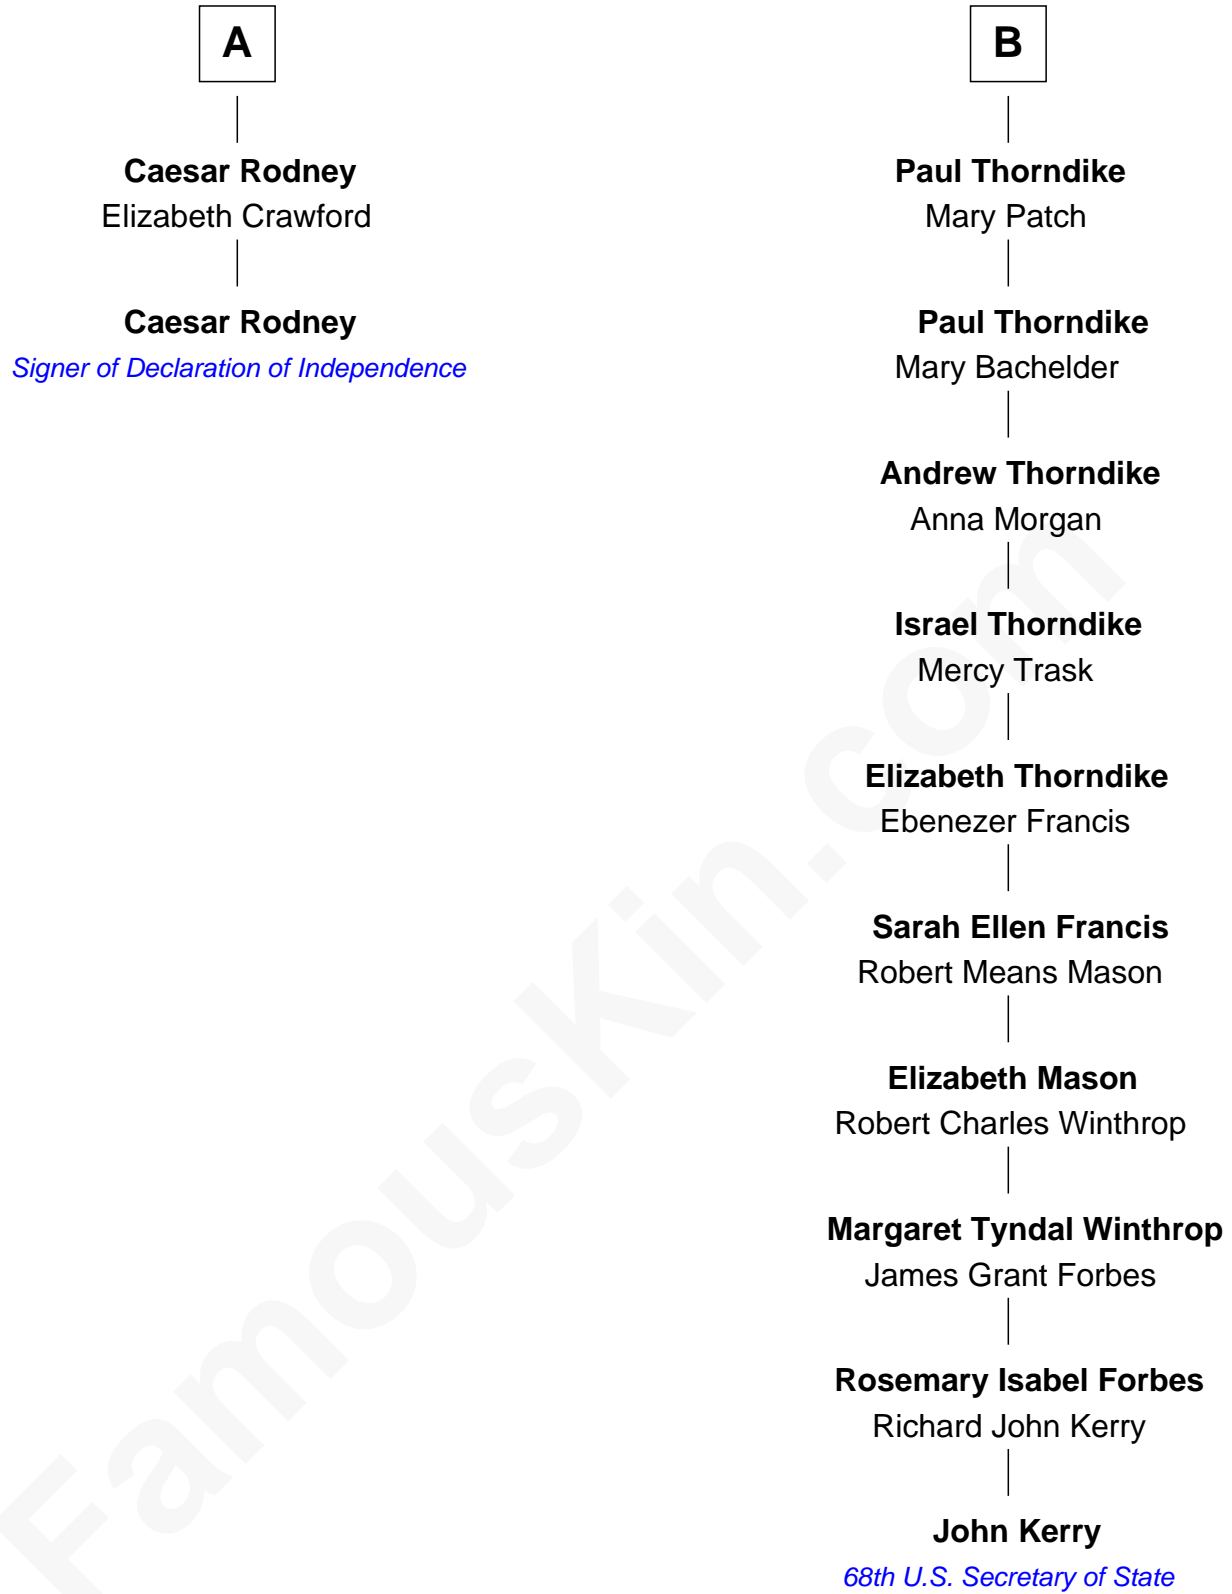 A
Caesar Rodney
Elizabeth Crawford
Caesar Rodney
Signer of Declaration of Independence
B
Paul Thorndike
Mary Patch
Paul Thorndike
Mary Bachelder
Andrew Thorndike
Anna Morgan
Israel Thorndike
Mercy Trask
Elizabeth Thorndike
Ebenezer Francis
Sarah Ellen Francis
Robert Means Mason
Elizabeth Mason
Robert Charles Winthrop
Margaret Tyndal Winthrop
James Grant Forbes
Rosemary Isabel Forbes
Richard John Kerry
John Kerry
68th U.S. Secretary of State
FamousKin.com